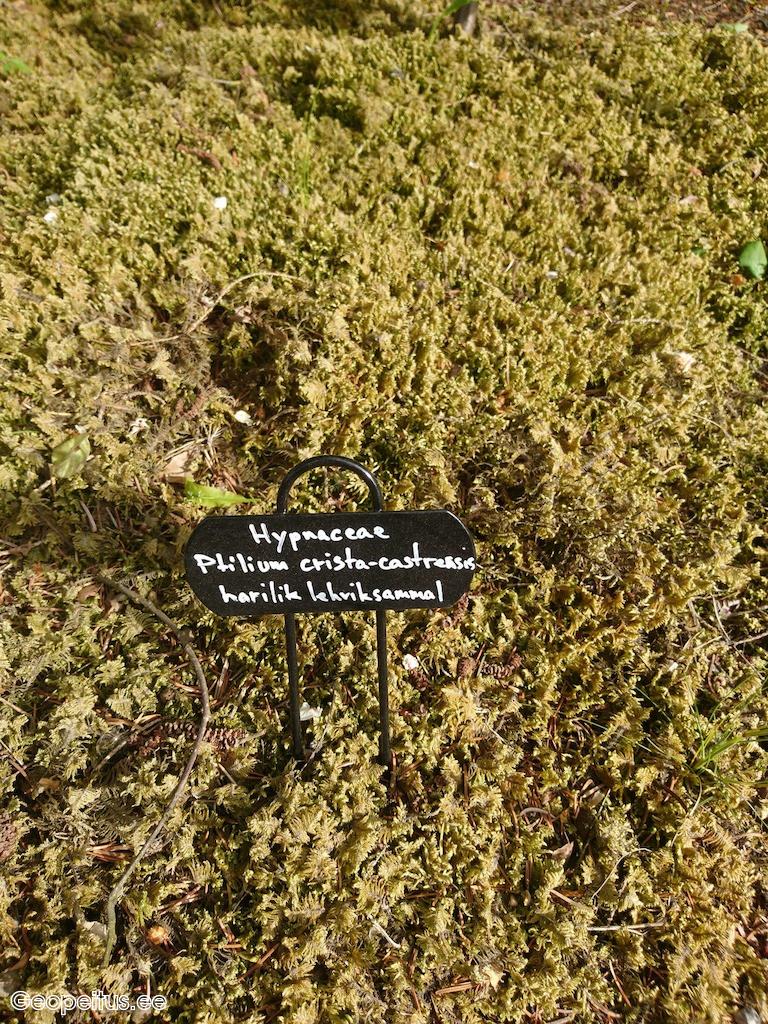 Hypnaceae
Ptilium crista-castrensis
harilik lehviksammal
Geopeitus.ee